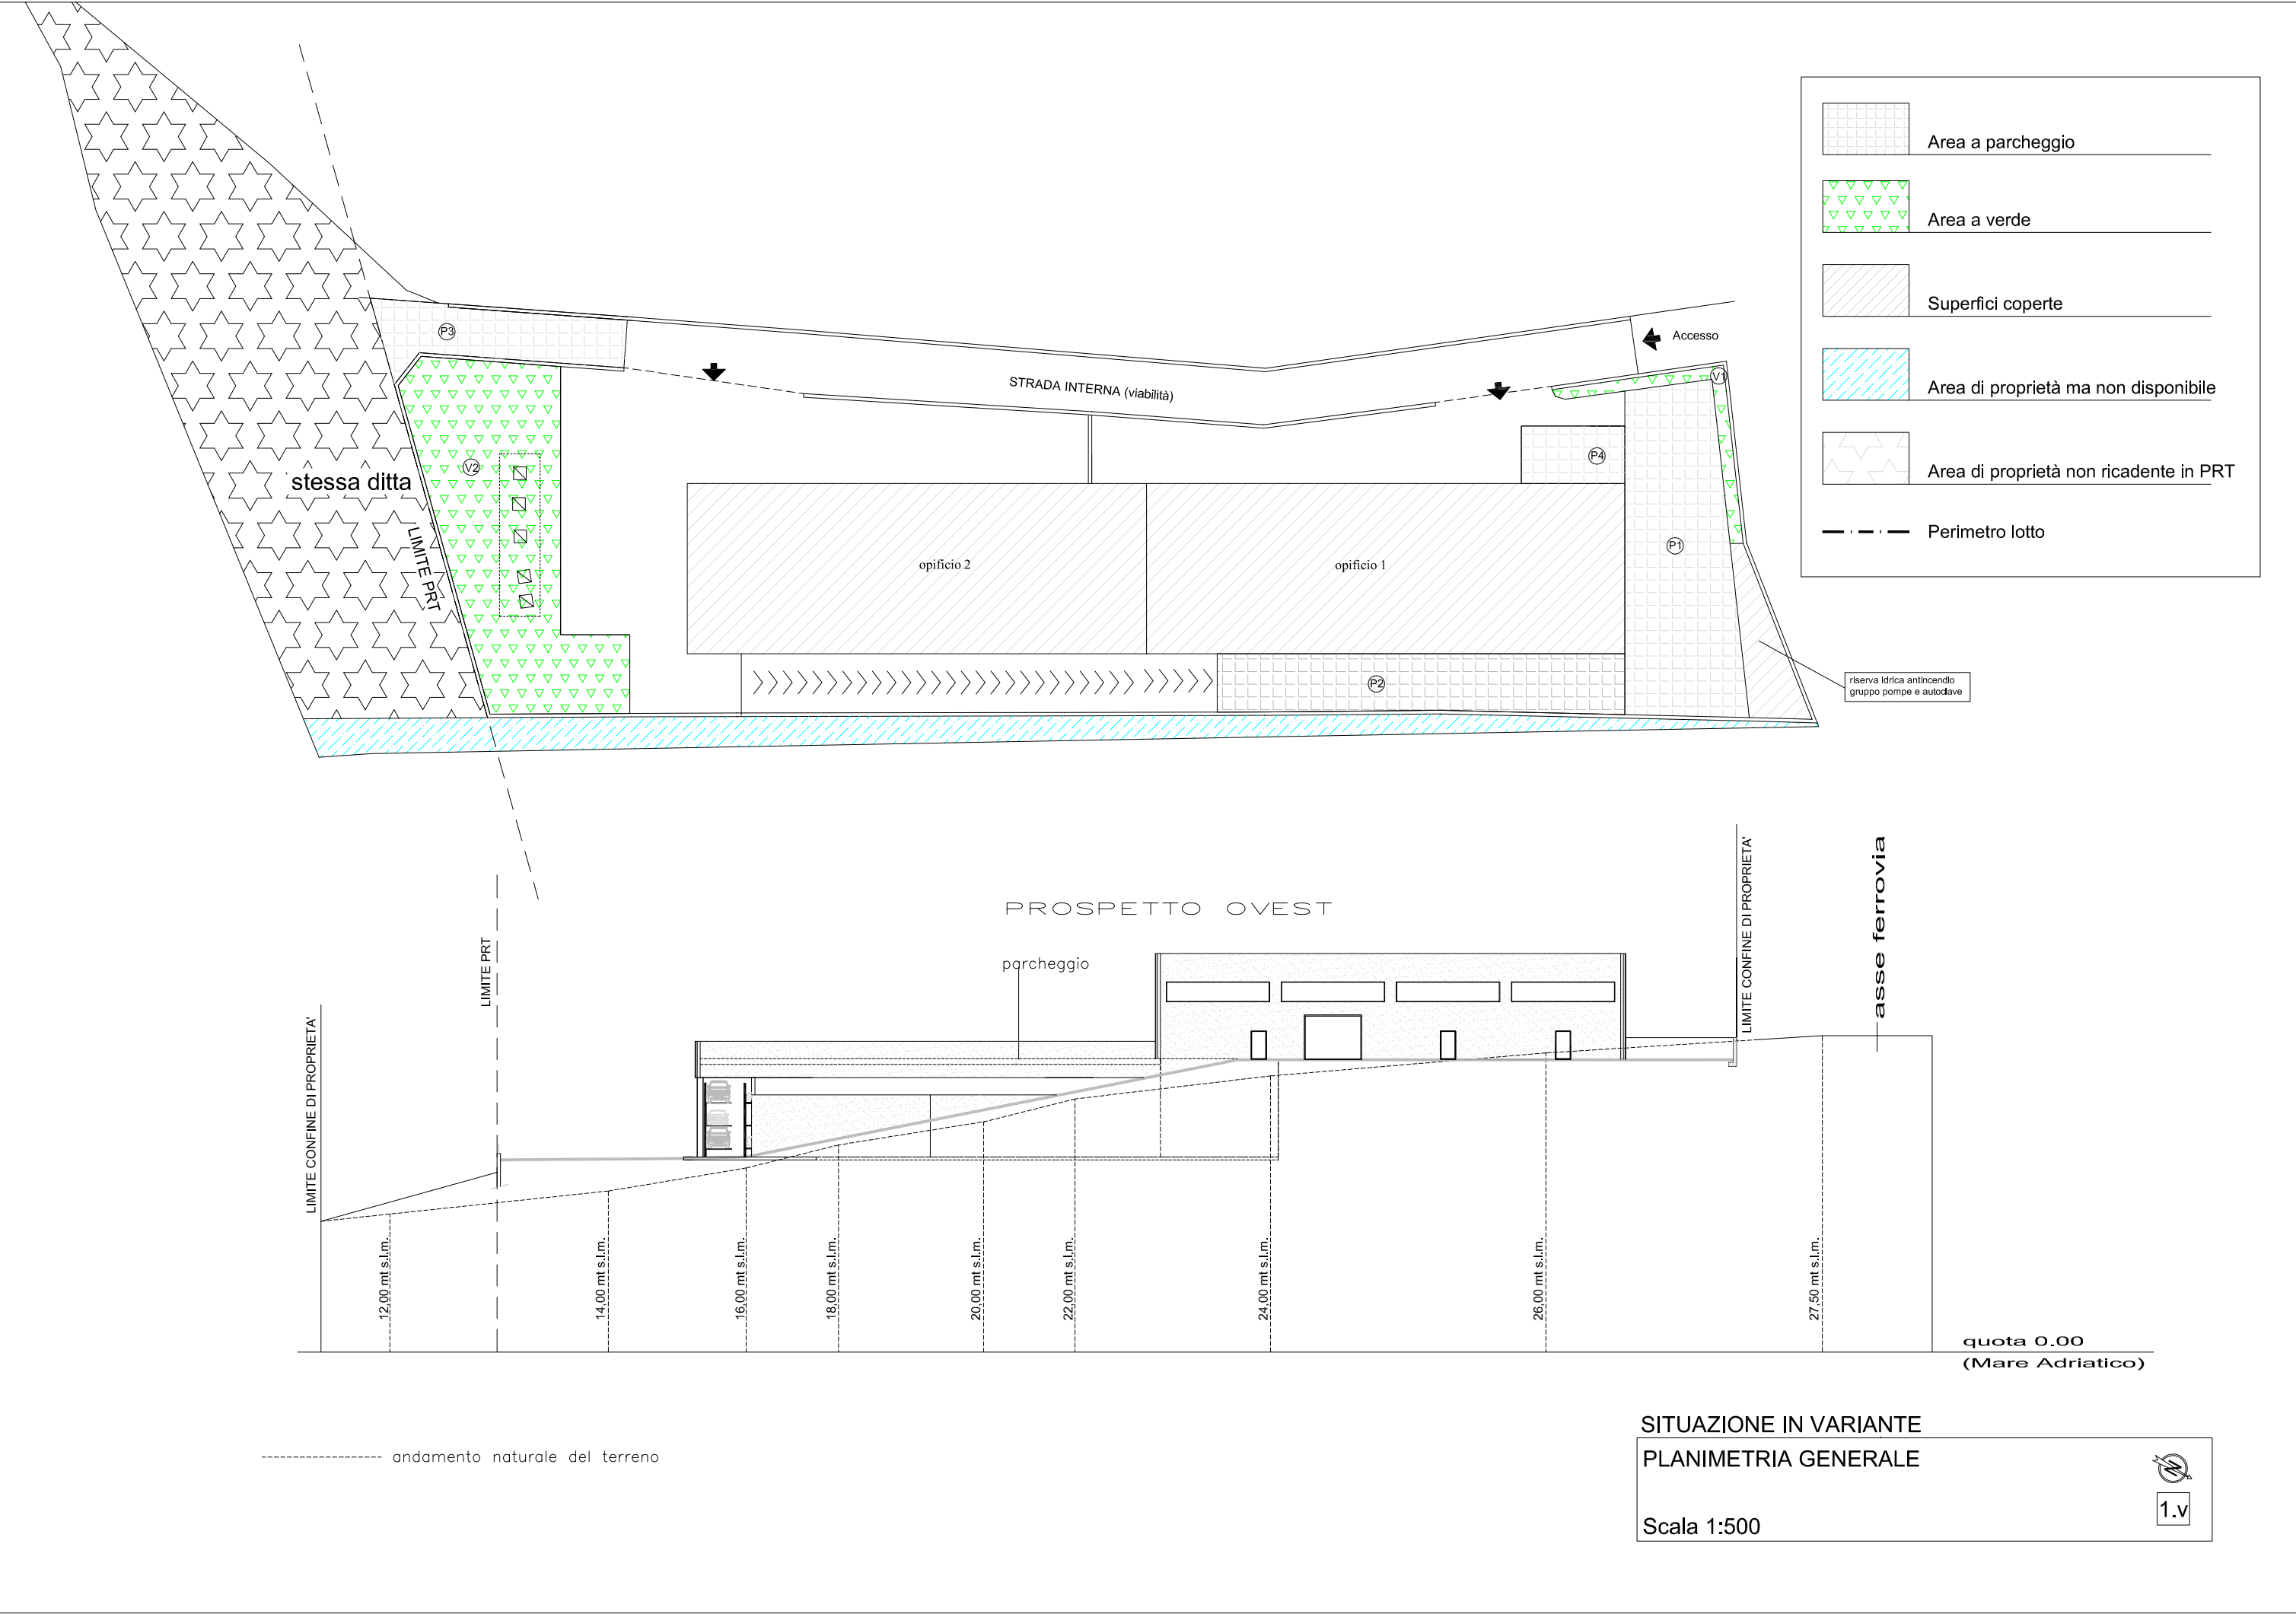 Area a parcheggio
Area a verde
Superfici coperte
Area di proprietà ma non disponibile
Area di proprietà non ricadente in PRT
Perimetro lotto
P3
Accesso
STRADA INTERNA (viabilità)
V1
P4
V2
stessa ditta
LIMITE PRT
opificio 2
opificio 1
P1
P2
riserva idrica antincendio
gruppo pompe e autoclave
PROSPETTO OVEST
parcheggio
LIMITE CONFINE DI PROPRIETA'
LIMITE PRT
LIMITE CONFINE DI PROPRIETA'
asse ferrovia
12,00 mt s.l.m.
14,00 mt s.l.m.
16,00 mt s.l.m.
18,00 mt s.l.m.
20,00 mt s.l.m.
22,00 mt s.l.m.
24,00 mt s.l.m.
26,00 mt s.l.m.
27,50 mt s.l.m.
quota 0.00
(Mare Adriatico)
andamento naturale del terreno
SITUAZIONE IN VARIANTE
PLANIMETRIA GENERALE
N
1.v
Scala 1:500